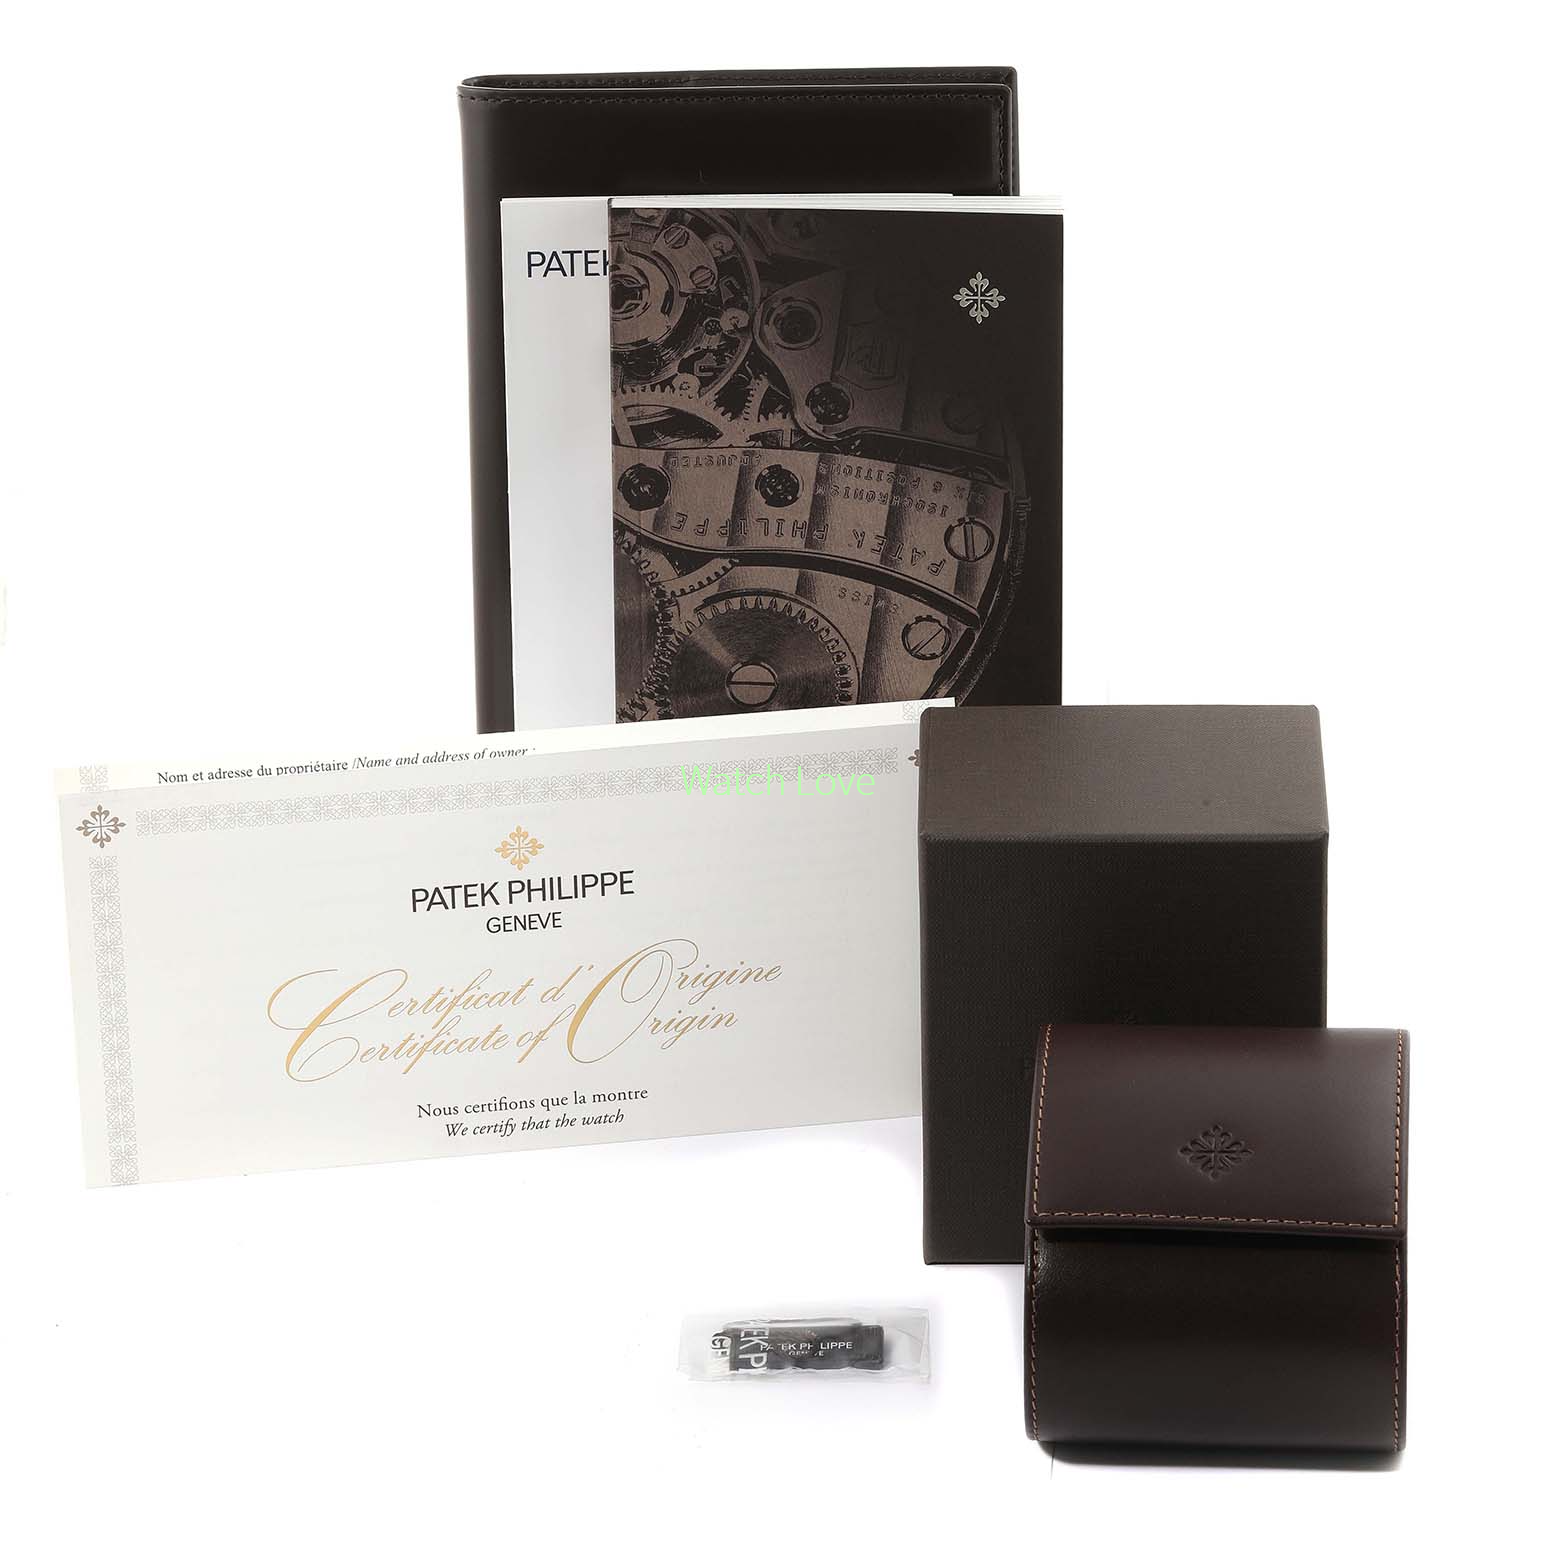 PATEK
ADJUSTED
ISOCHRONISM
SIX 6 POSITIONS
PATEK PHILIPPE
SWISS
Nom et adresse du propriétaire /Name and address of owner :
Watch Love
PATEK PHILIPPE
GENEVE
Certificat d'Origine
Certificate of Origin
Nous certifions que la montre
We certify that the watch
PATEK PHILIPPE
GENEVE